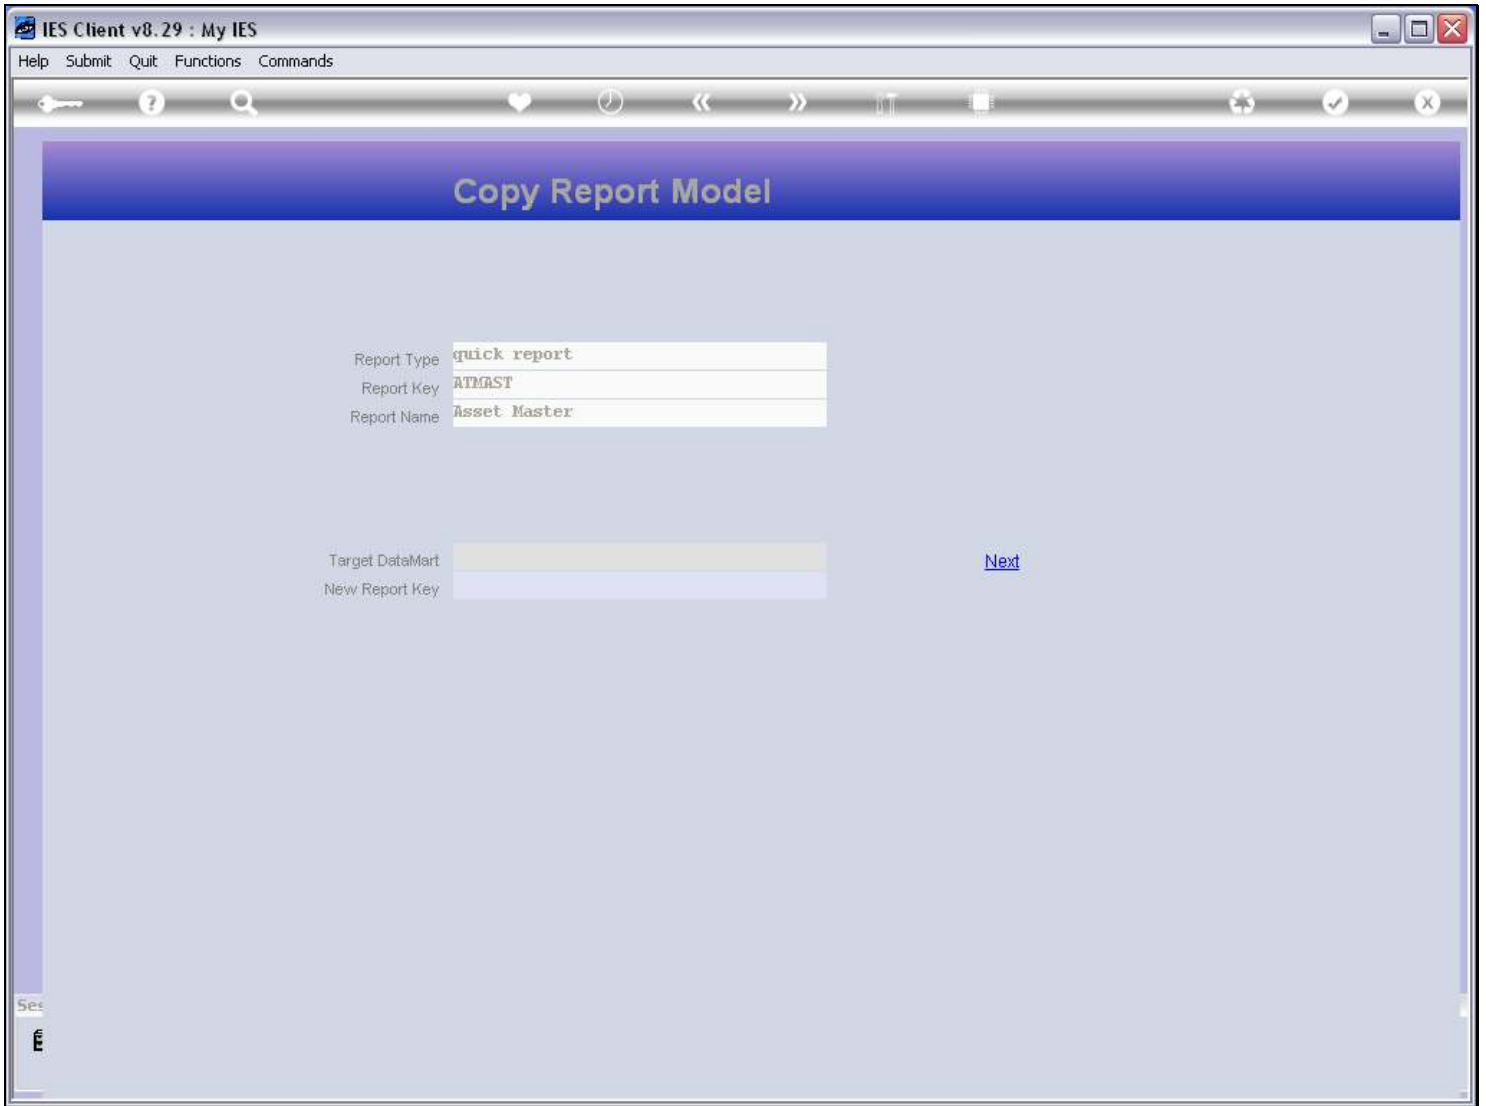 IES Client v8.29 : My IES
Help Submit Quit Functions Commands
Copy Report Model
Report Type quick report
Report Key ATMAST
Report Name Asset Master
Target DataMart
Next
New Report Key
Ses